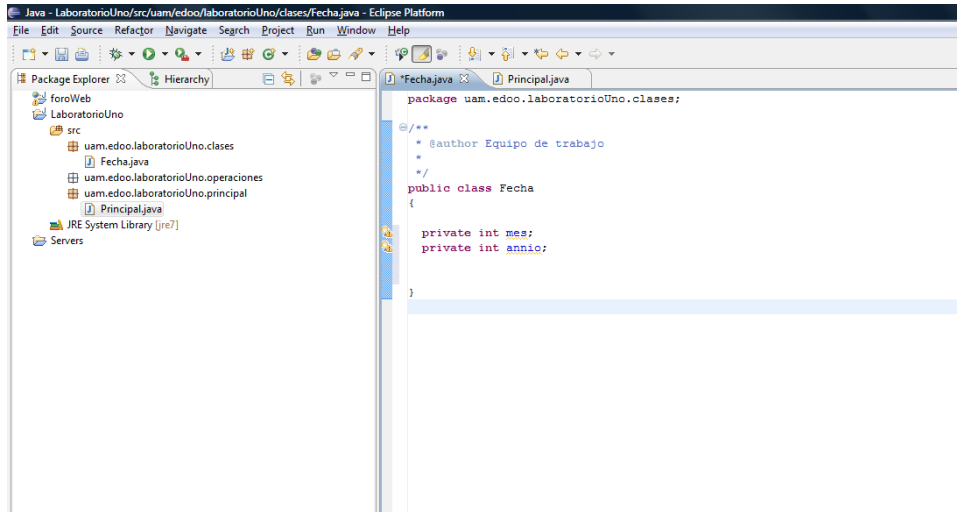 Java - LaboratorioUno/src/uam/edoo/laboratorioUno/clases/Fecha.java - Eclipse Platform
File Edit Source Refactor Navigate Search Project Run Window Help
Package Explorer Hierarchy
foroWeb
LaboratorioUno
src
uam.edoo.laboratorioUno.clases
Fecha.java
uam.edoo.laboratorioUno.operaciones
uam.edoo.laboratorioUno.principal
Principal.java
JRE System Library [jre7]
Servers
*Fecha.java Principal.java
package uam.edoo.laboratorioUno.clases;
/**
* @author Equipo de trabajo
*
*/
public class Fecha
{
private int mes;
private int annio;
}